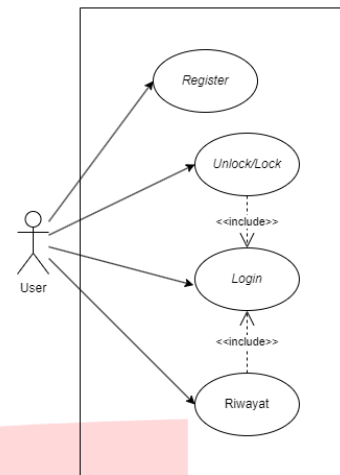 Register
Unlock/Lock
<<include>>
User
Login
<<include>>
Riwayat